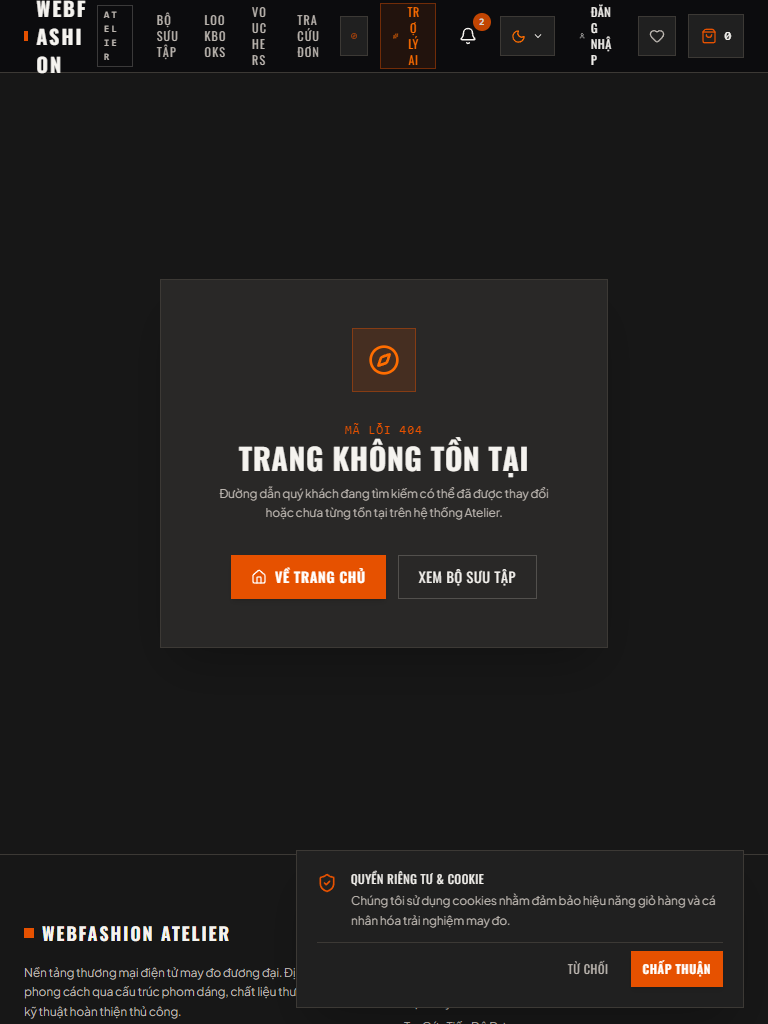 WEBF
ASHI
ON
AT
EL
IE
R
BỘ
SƯU
TẬP
LOO
KBO
OKS
VO
UC
HE
RS
TRA
CỨU
ĐƠN
TR
Ợ
LÝ
AI
2
ĐĂN
G
NHẬ
P
0
MÃ LỖI 404
TRANG KHÔNG TỒN TẠI
Đường dẫn quý khách đang tìm kiếm có thể đã được thay đổi
hoặc chưa từng tồn tại trên hệ thống Atelier.
VỀ TRANG CHỦ
XEM BỘ SƯU TẬP
QUYỀN RIÊNG TƯ & COOKIE
Chúng tôi sử dụng cookies nhằm đảm bảo hiệu năng giỏ hàng và cá
nhân hóa trải nghiệm may đo.
TỪ CHỐI
CHẤP THUẬN
WEBFASHION ATELIER
Nền tảng thương mại điện tử may đo đương đại. Đị
phong cách qua cấu trúc phom dáng, chất liệu thư
kỹ thuật hoàn thiện thủ công.